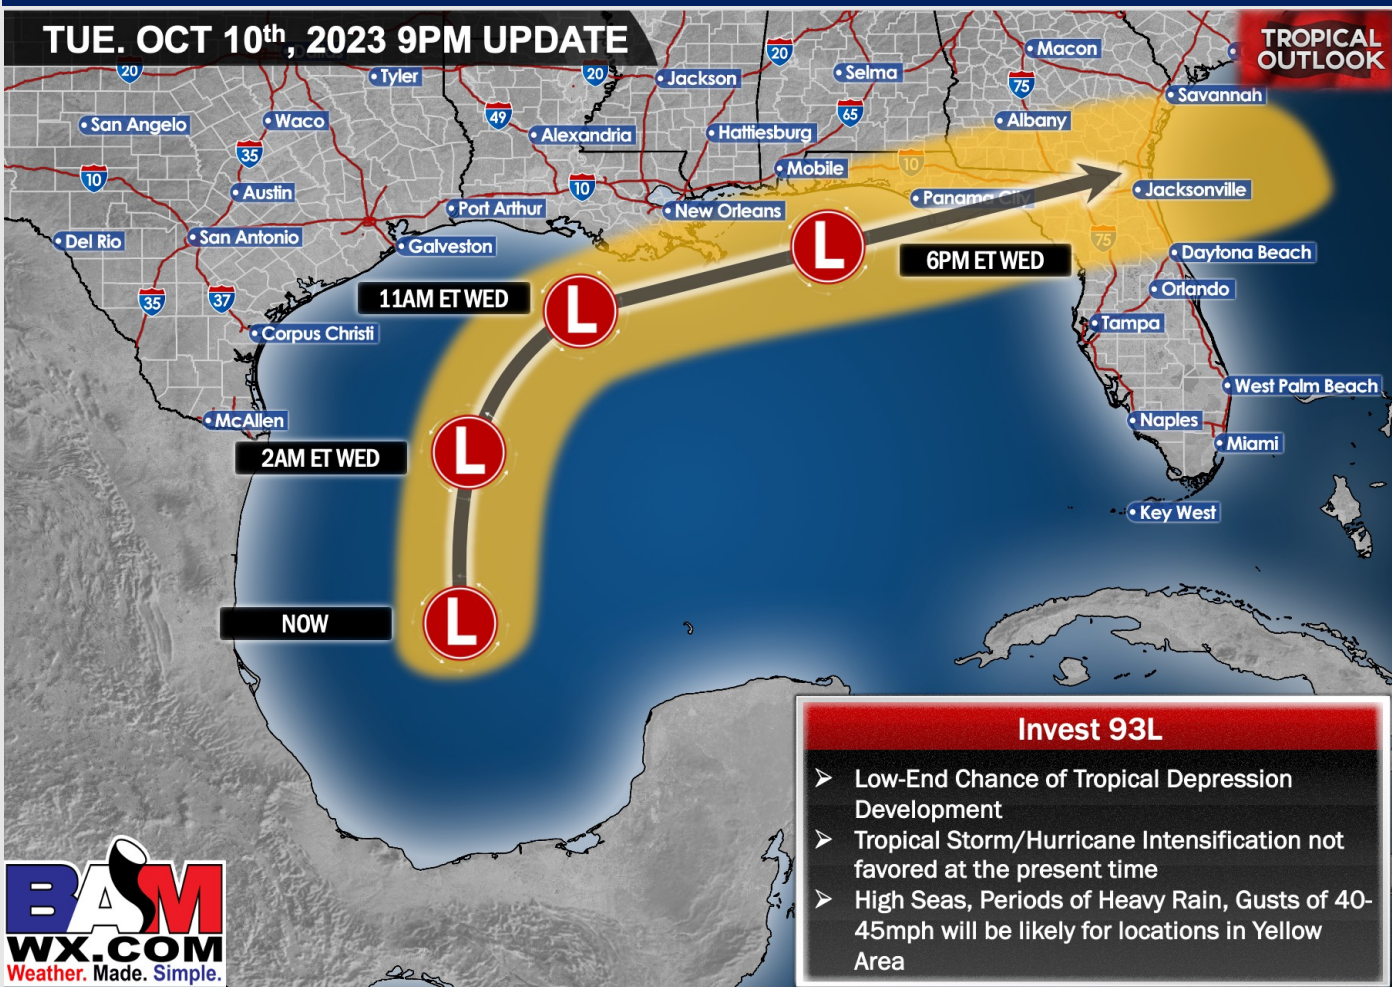 TUE. OCT 10th, 2023 9PM UPDATE
TROPICAL
OUTLOOK
Dallas
Macon
20
20
20
Tyler
Jackson
Selma
75
Savannah
San Angelo
Waco
49
Alexandria
Hattiesburg
65
Albany
35
10
10
Mobile
10
Austin
Port Arthur
New Orleans
Panama City
Jacksonville
Del Rio
San Antonio
Galveston
L
75
Daytona Beach
6PM ET WED
35
37
11AM ET WED
L
Orlando
Corpus Christi
Tampa
West Palm Beach
McAllen
Naples
2AM ET WED
L
Miami
Key West
NOW
L
Invest 93L
➢ Low-End Chance of Tropical Depression
Development
➢ Tropical Storm/Hurricane Intensification not
favored at the present time
➢ High Seas, Periods of Heavy Rain, Gusts of 40-
45mph will be likely for locations in Yellow
Area
BAM
WX.COM
Weather. Made. Simple.